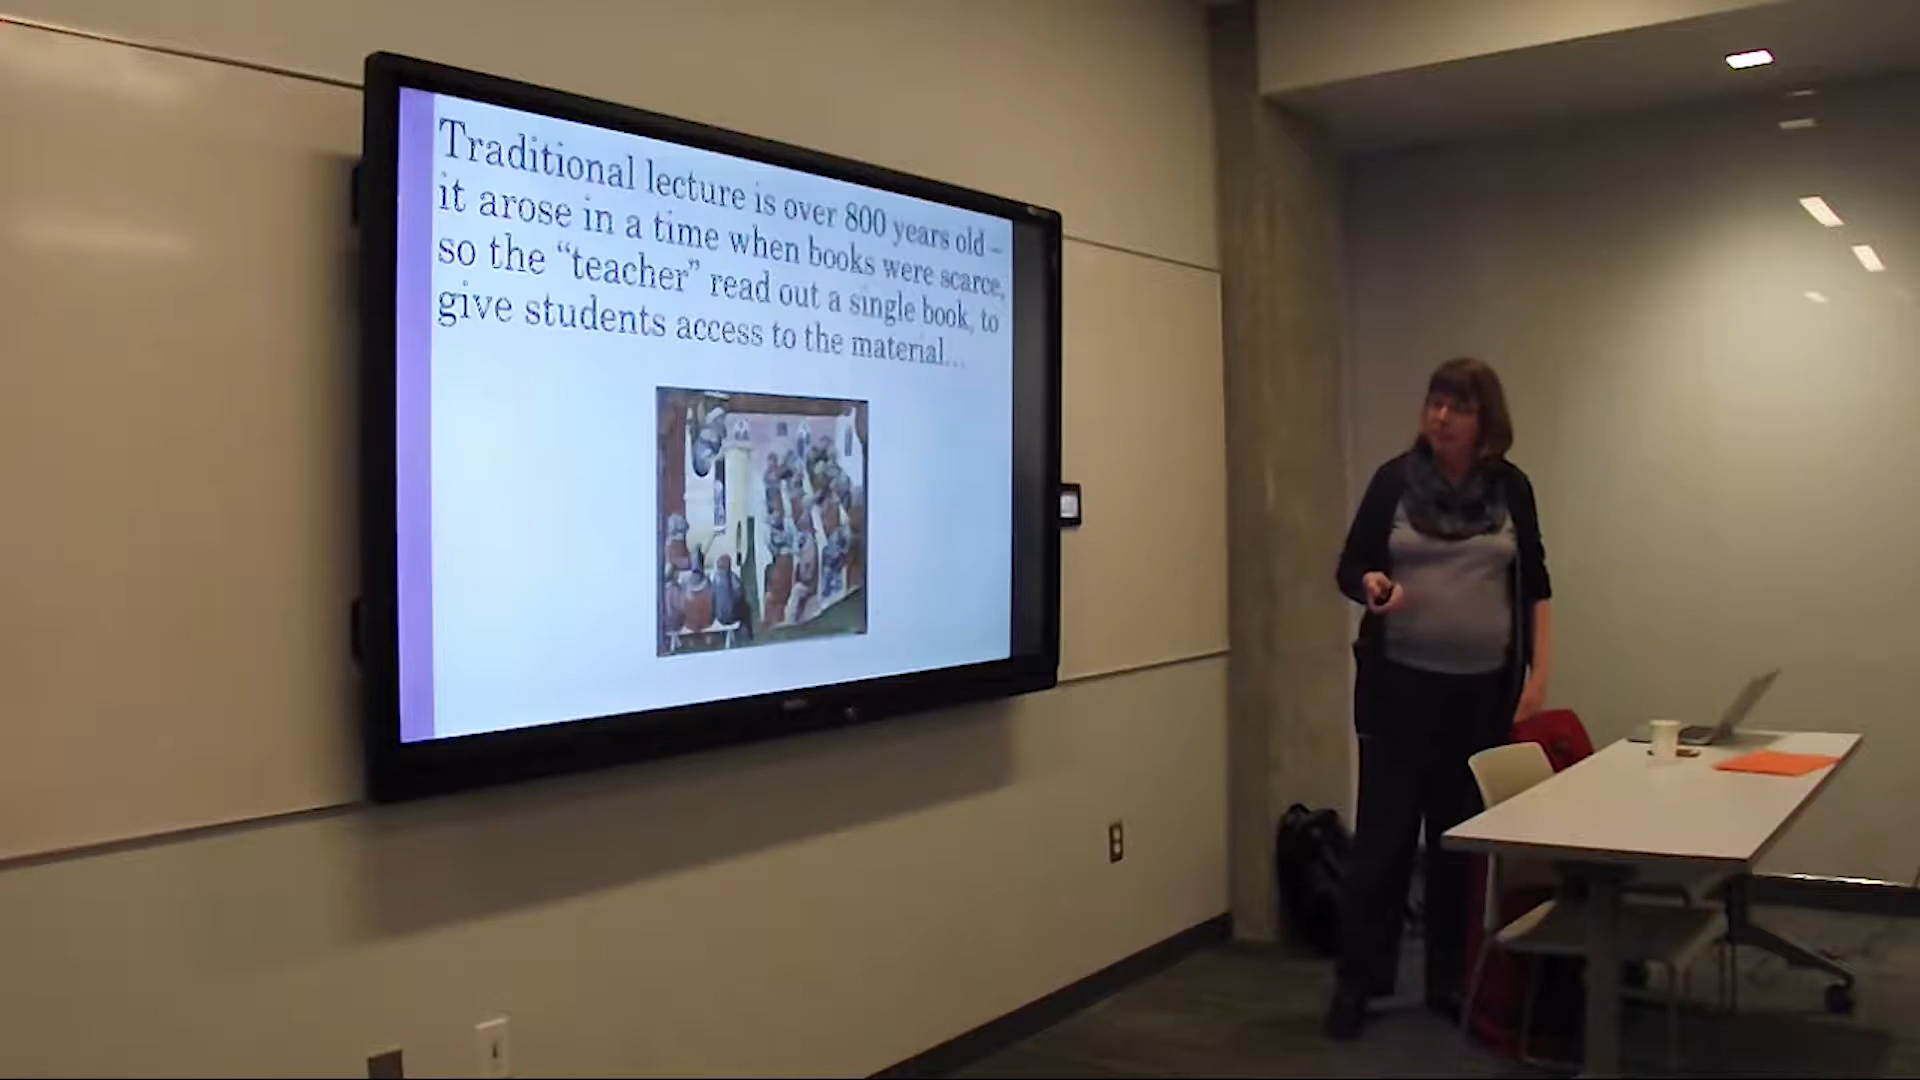 Traditional lecture is over 800 years old –
it arose in a time when books were scarce,
so the “teacher” read out a single book, to
give students access to the material…